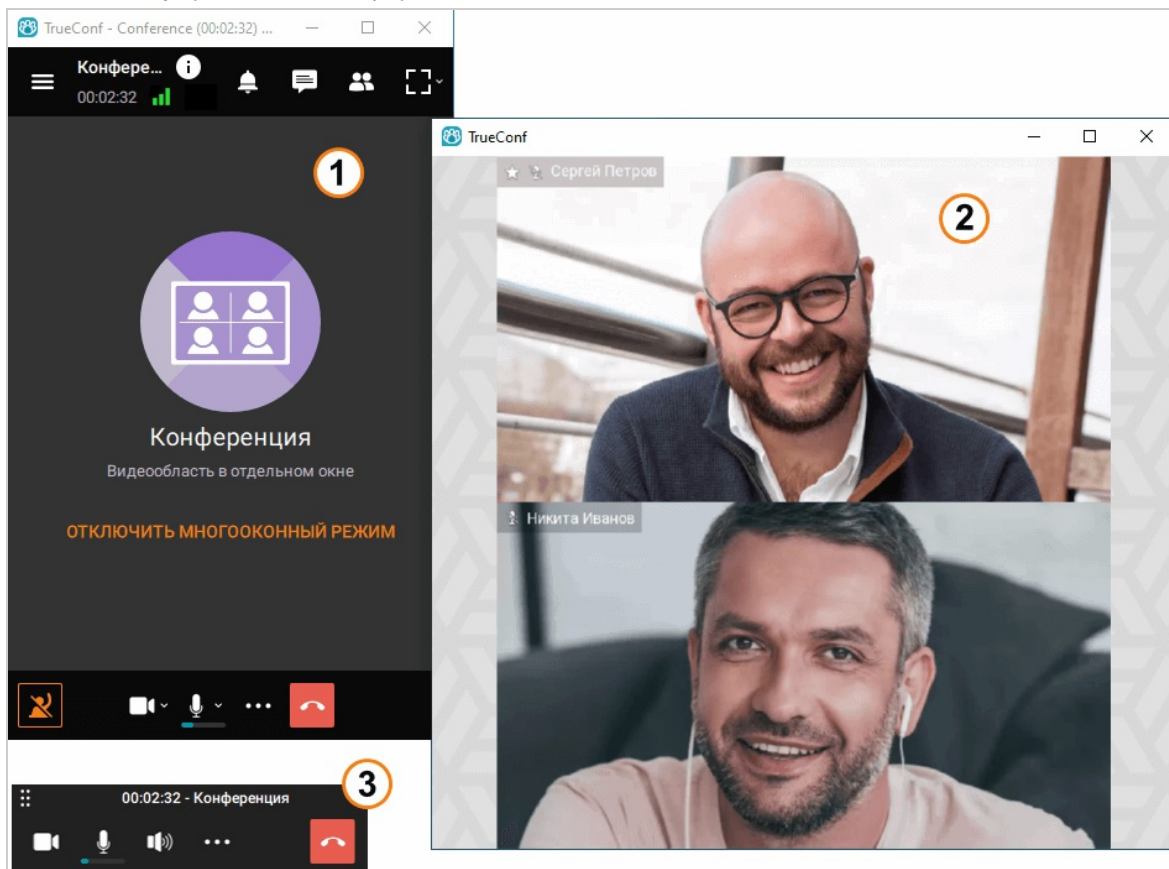 TrueConf - Conference (00:02:32) ...
Конфере... i
00:02:32
1
Конференция
Видеообласть в отдельном окне
ОТКЛЮЧИТЬ МНОГООКОННЫЙ РЕЖИМ
TrueConf
Сергей Петров
2
Никита Иванов
3
00:02:32 - Конференция